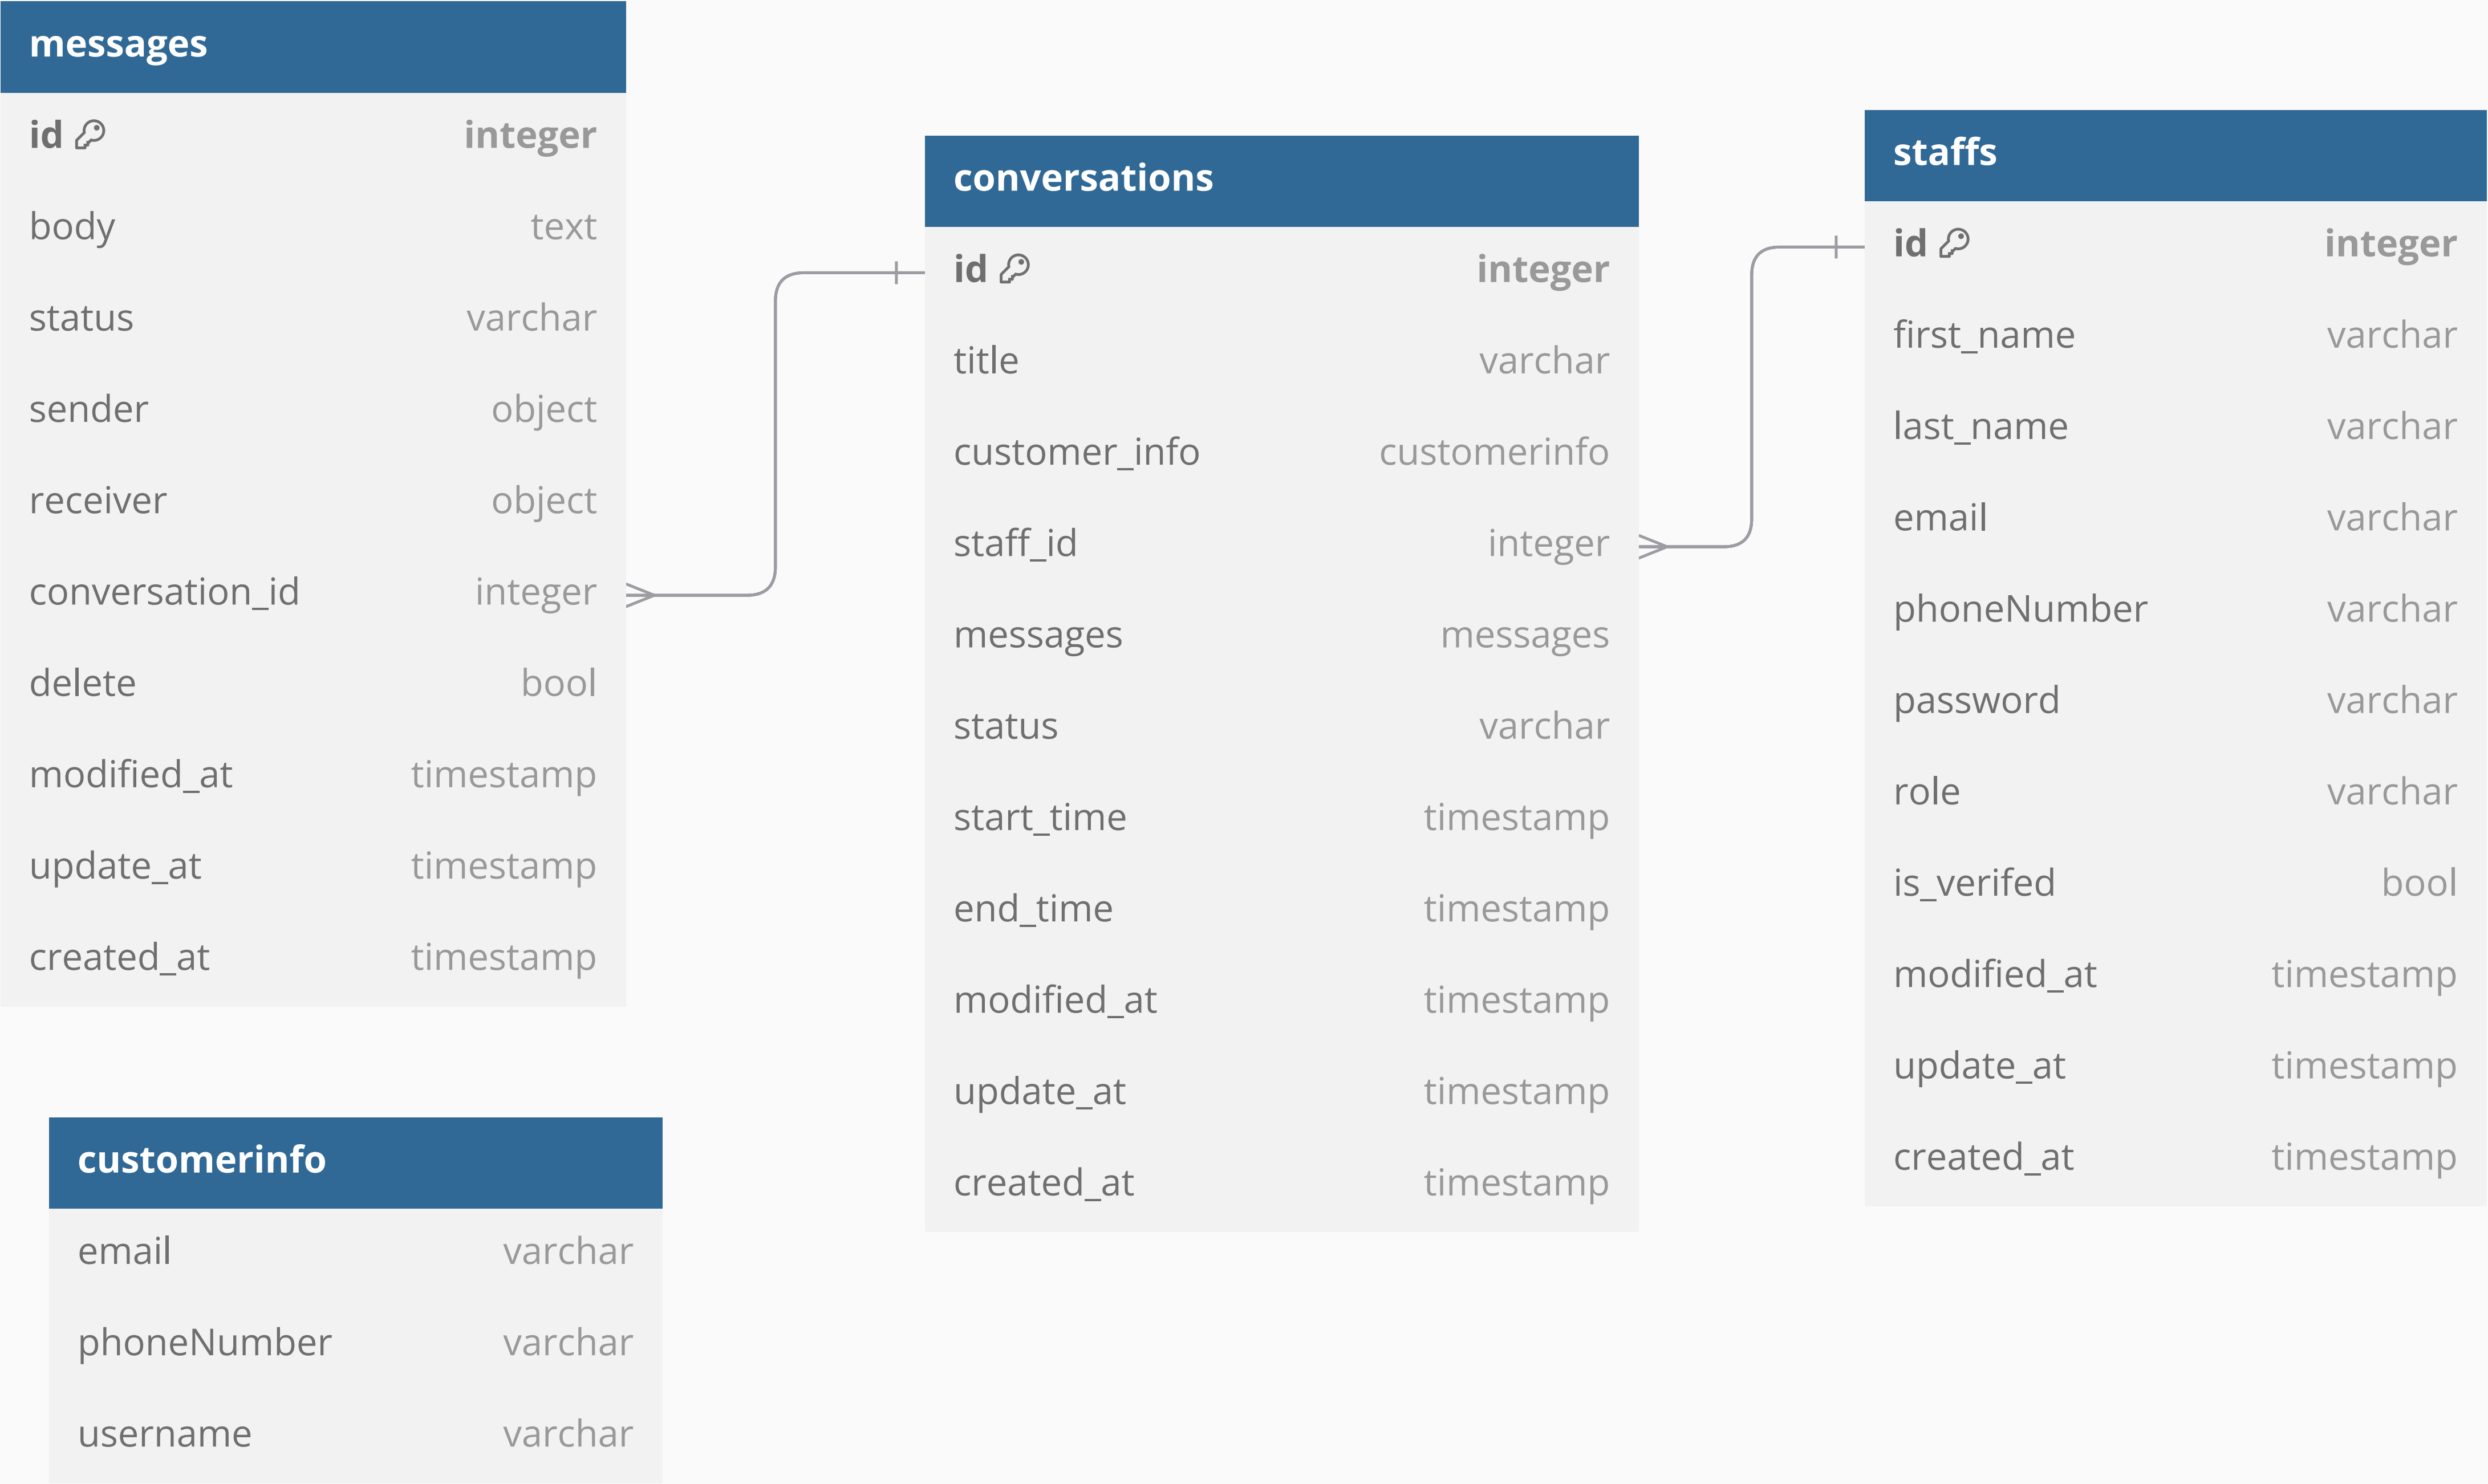 messages
id integer
body text
status varchar
sender object
receiver object
conversation_id integer
delete bool
modified_at timestamp
update_at timestamp
created_at timestamp
customerinfo
email varchar
phoneNumber varchar
username varchar
conversations
id integer
title varchar
customer_info customerinfo
staff_id integer
messages messages
status varchar
start_time timestamp
end_time timestamp
modified_at timestamp
update_at timestamp
created_at timestamp
staffs
id integer
first_name varchar
last_name varchar
email varchar
phoneNumber varchar
password varchar
role varchar
is_verifed bool
modified_at timestamp
update_at timestamp
created_at timestamp